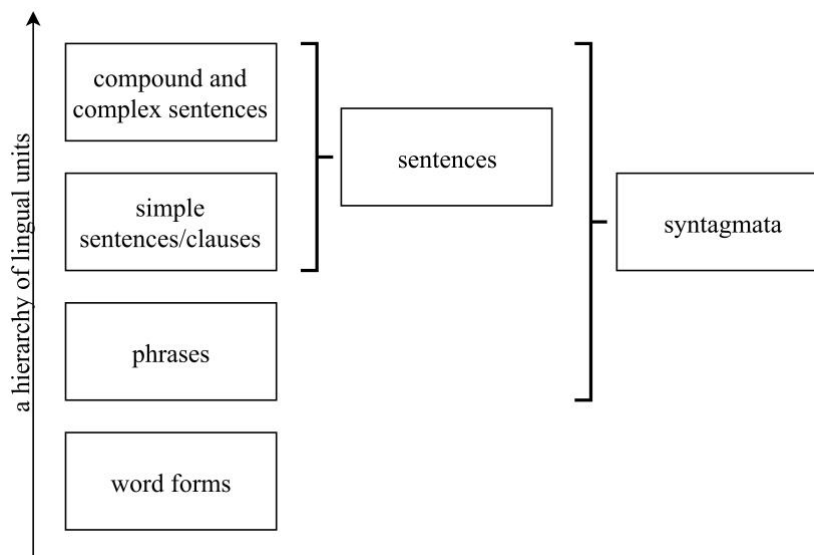 a hierarchy of lingual units
compound and
complex sentences
sentences
simple
sentences/clauses
syntagmata
phrases
word forms